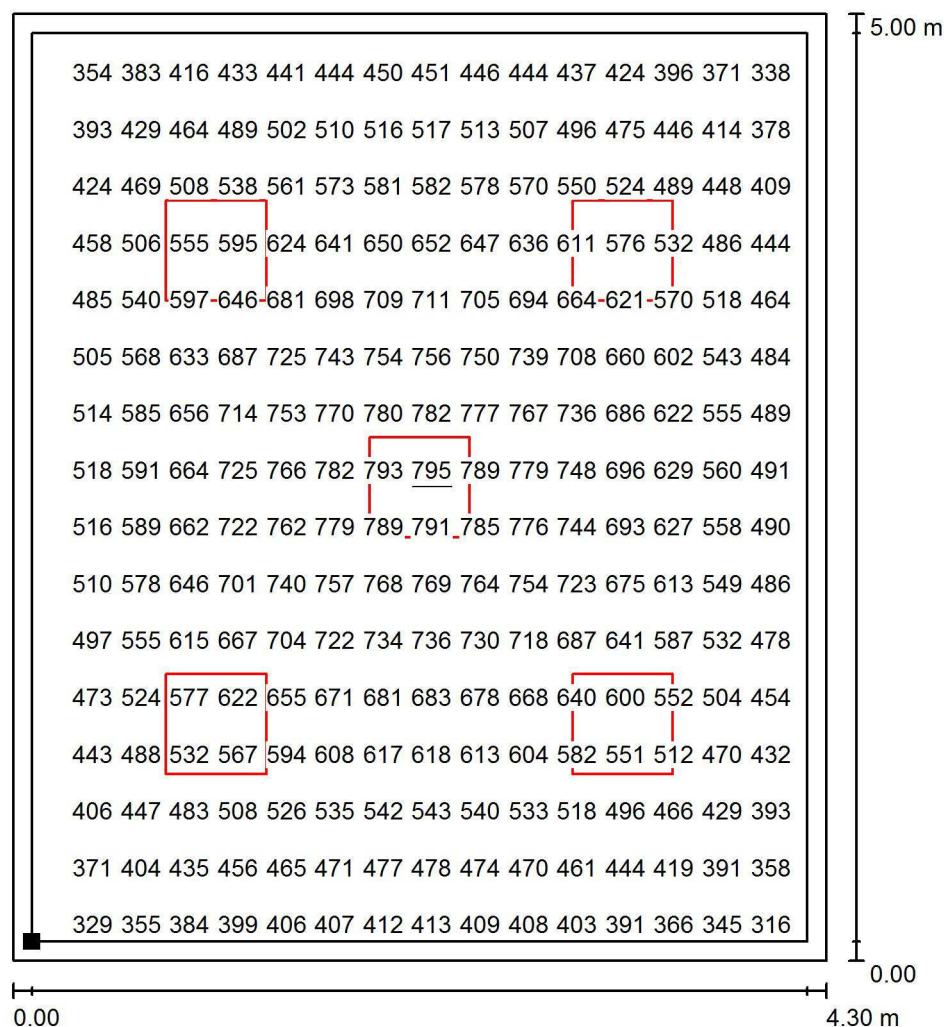 5.00 m
354 383 416 433 441 444 450 451 446 444 437 424 396 371 338
393 429 464 489 502 510 516 517 513 507 496 475 446 414 378
424 469 508 538 561 573 581 582 578 570 550 524 489 448 409
458 506 555 595 624 641 650 652 647 636 611 576 532 486 444
485 540 597 646 681 698 709 711 705 694 664 621 570 518 464
505 568 633 687 725 743 754 756 750 739 708 660 602 543 484
514 585 656 714 753 770 780 782 777 767 736 686 622 555 489
518 591 664 725 766 782 793 795 789 779 748 696 629 560 491
516 589 662 722 762 779 789 791 785 776 744 693 627 558 490
510 578 646 701 740 757 768 769 764 754 723 675 613 549 486
497 555 615 667 704 722 734 736 730 718 687 641 587 532 478
473 524 577 622 655 671 681 683 678 668 640 600 552 504 454
443 488 532 567 594 608 617 618 613 604 582 551 512 470 432
406 447 483 508 526 535 542 543 540 533 518 496 466 429 393
371 404 435 456 465 471 477 478 474 470 461 444 419 391 358
329 355 384 399 406 407 412 413 409 408 403 391 366 345 316
0.00
0.00 4.30 m